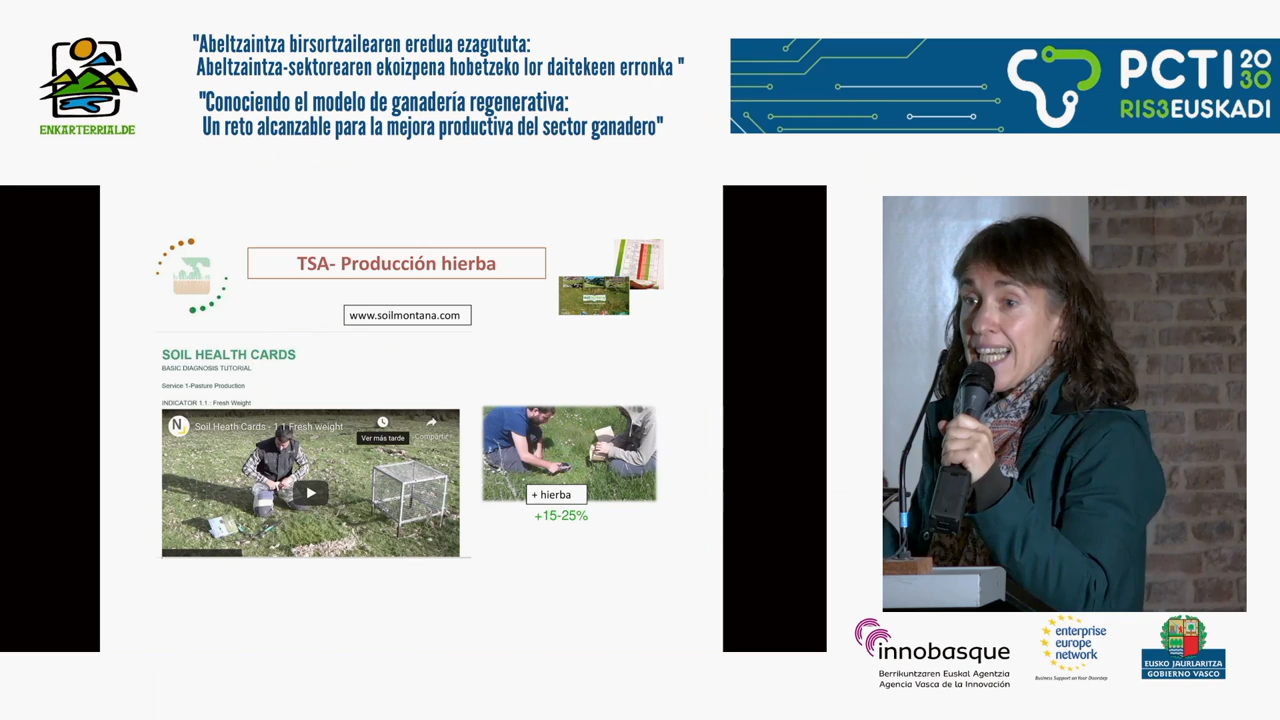 "Abeltzaintza birsortzailearen eredua ezagututa:
Abeltzaintza-sektorearen ekoizpena hobetzeko lor daitekeen erronka "
"Conociendo el modelo de ganadería regenerativa:
Un reto alcanzable para la mejora productiva del sector ganadero"
ENKARTERRIALDE
PCTI 20
30
RIS3EUSKADI
TSA- Producción hierba
www.soilmontana.com
SOIL HEALTH CARDS
BASIC DIAGNOSIS TUTORIAL
Service 1-Pasture Production
INDICATOR 1.1.: Fresh Weight
N
Soil Heath Cards - 1.1 Fresh weight
Ver más tarde
Compartir
+ hierba
+15-25%
innobasque
Berrikuntzaren Euskal Agentzia
Agencia Vasca de la Innovación
enterprise
europe
network
Business Support on Your Doorstep
EUSKO JAURLARITZA
GOBIERNO VASCO